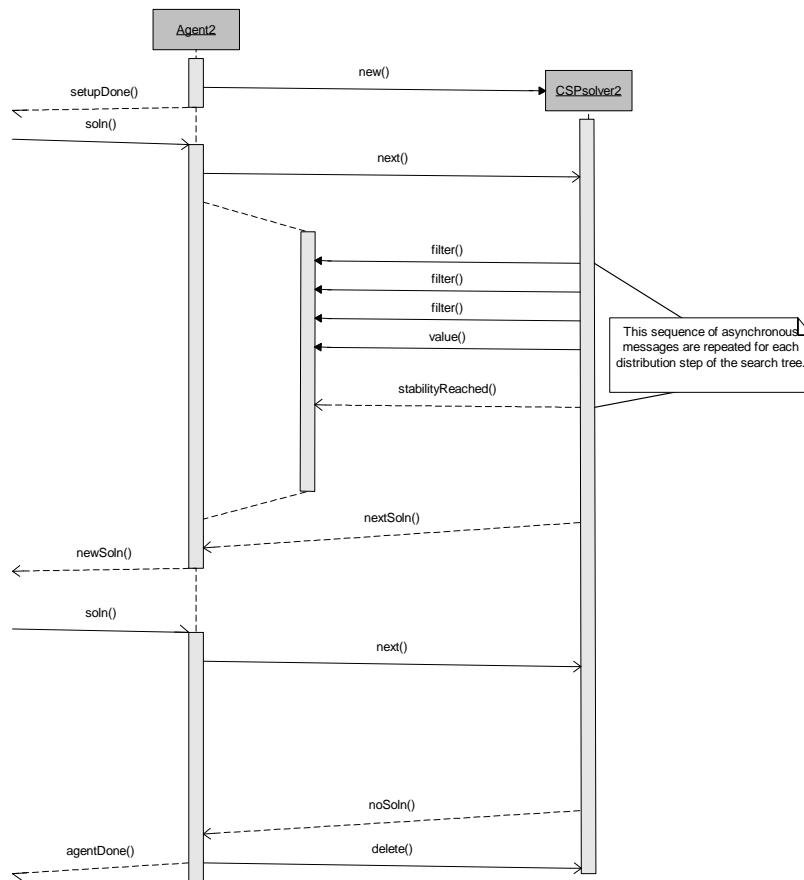 Agent2
new()
CSPsolver2
setupDone()
soln()
next()
filter()
filter()
filter()
value()
This sequence of asynchronous
messages are repeated for each
distribution step of the search tree.
stabilityReached()
nextSoln()
newSoln()
soln()
next()
noSoln()
agentDone()
delete()